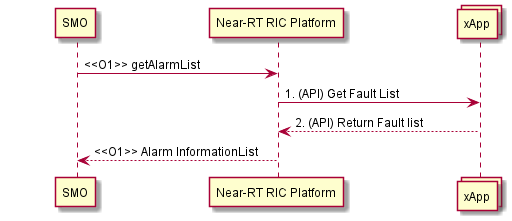 SMO
Near-RT RIC Platform
xApp
<<O1>> getAlarmList
1. (API) Get Fault List
2. (API) Return Fault list
<<O1>> Alarm InformationList
SMO
Near-RT RIC Platform
xApp